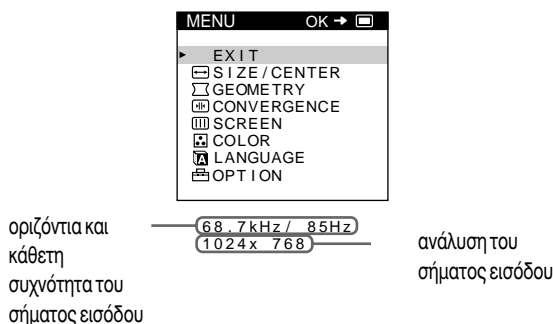 MENU OK
EXIT
SIZE/CENTER
GEOMETRY
CONVERGENCE
SCREEN
COLOR
LANGUAGE
OPTION
68.7kHz/ 85Hz
1024x 768
οριζόντια και
κάθετη
συχνότητα του
σήματος εισόδου
ανάλυση του
σήματος εισόδου